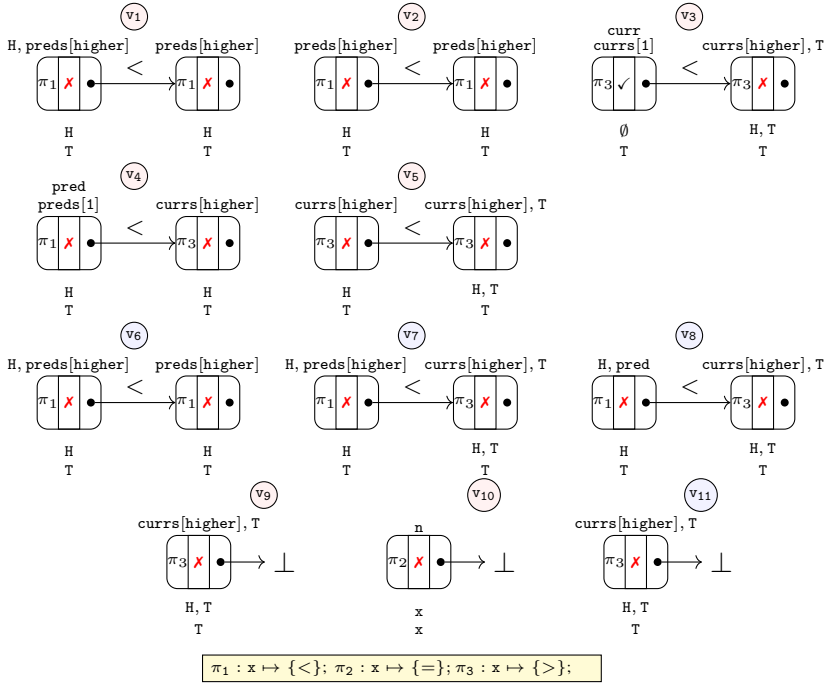 v1 v2 v3
curr
H, preds[higher] preds[higher] preds[higher] preds[higher] currs[1] currs[higher], T
< < <
π1 ✗ π1 ✗ π1 ✗ π1 ✗ π3 ✓ π3 ✗
H H H H ∅ H, T
T T T T T T
v4 v5
pred
preds[1] currs[higher] currs[higher] currs[higher], T
< <
π1 ✗ π3 ✗ π3 ✗ π3 ✗
H H H H, T
T T T T
v6 v7 v8
H, preds[higher] preds[higher] H, preds[higher] currs[higher], T H, pred currs[higher], T
< < <
π1 ✗ π1 ✗ π1 ✗ π3 ✗ π1 ✗ π3 ✗
H H H H, T H H, T
T T T T T T
v9 v10 v11
currs[higher], T n currs[higher], T
π3 ✗ ⊥ π2 ✗ ⊥ π3 ✗ ⊥
H, T x H, T
T x T
π1 : x ↦ {<}; π2 : x ↦ {=}; π3 : x ↦ {>};